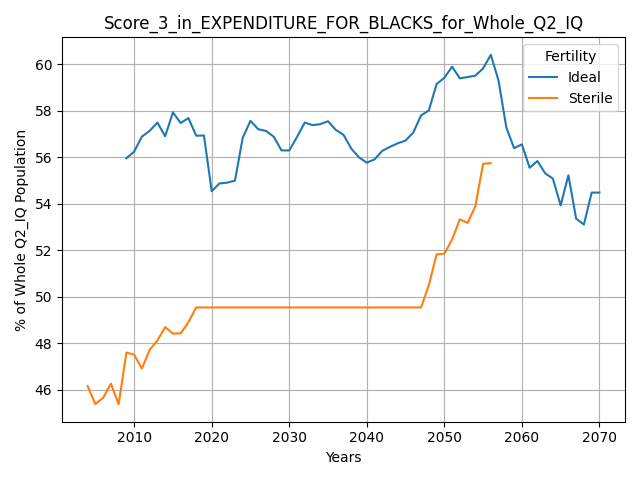 Score_3_in_EXPENDITURE_FOR_BLACKS_for_Whole_Q2_IQ
Fertility
Ideal
Sterile
% of Whole Q2_IQ Population
60
58
56
54
52
50
48
46
2010 2020 2030 2040 2050 2060 2070
Years